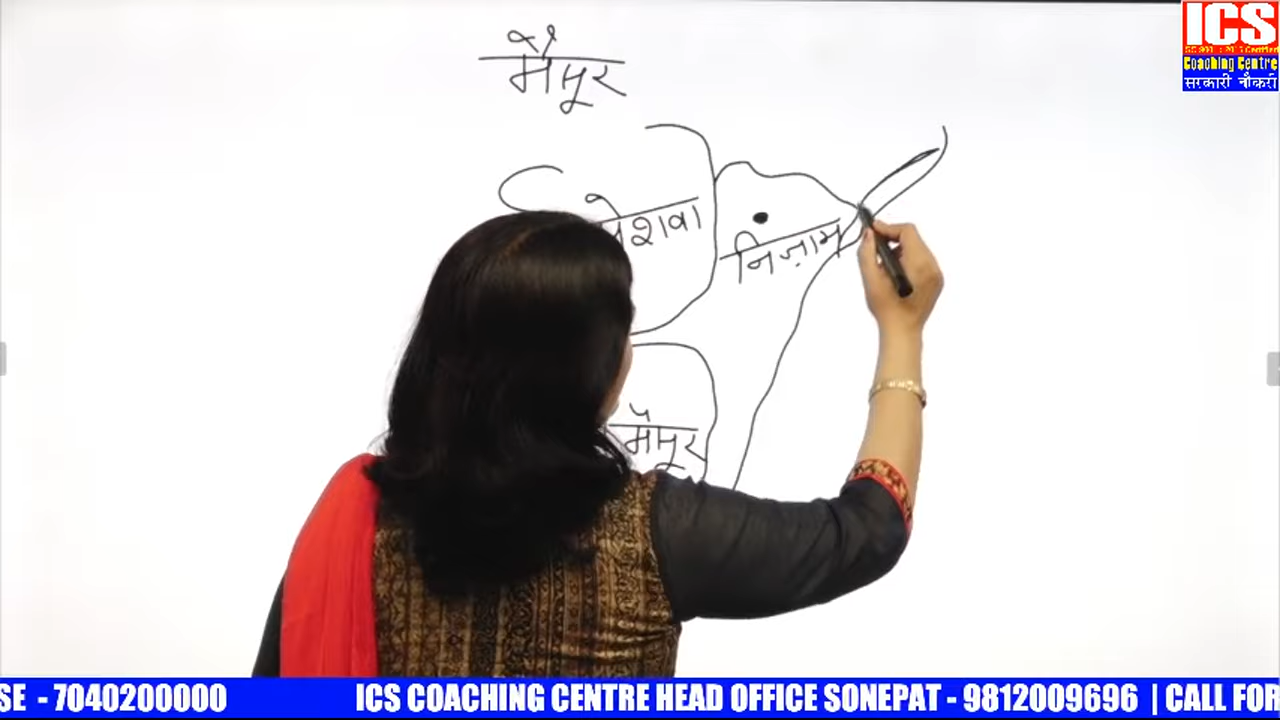 ICS
Coaching Centre
सरकारी नौकरी
मैसूर
पेशवा
निज़ाम
मैसूर
SE - 7040200000 ICS COACHING CENTRE HEAD OFFICE SONEPAT - 9812009696 | CALL FOR